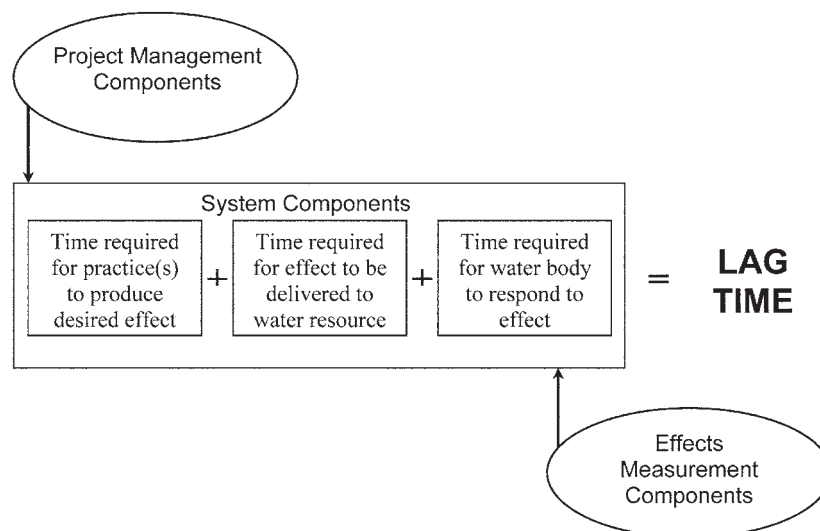 Project Management
Components
System Components
Time required
for practice(s)
to produce
desired effect
+
Time required
for effect to be
delivered to
water resource
+
Time required
for water body
to respond to
effect
=
LAG
TIME
Effects
Measurement
Components